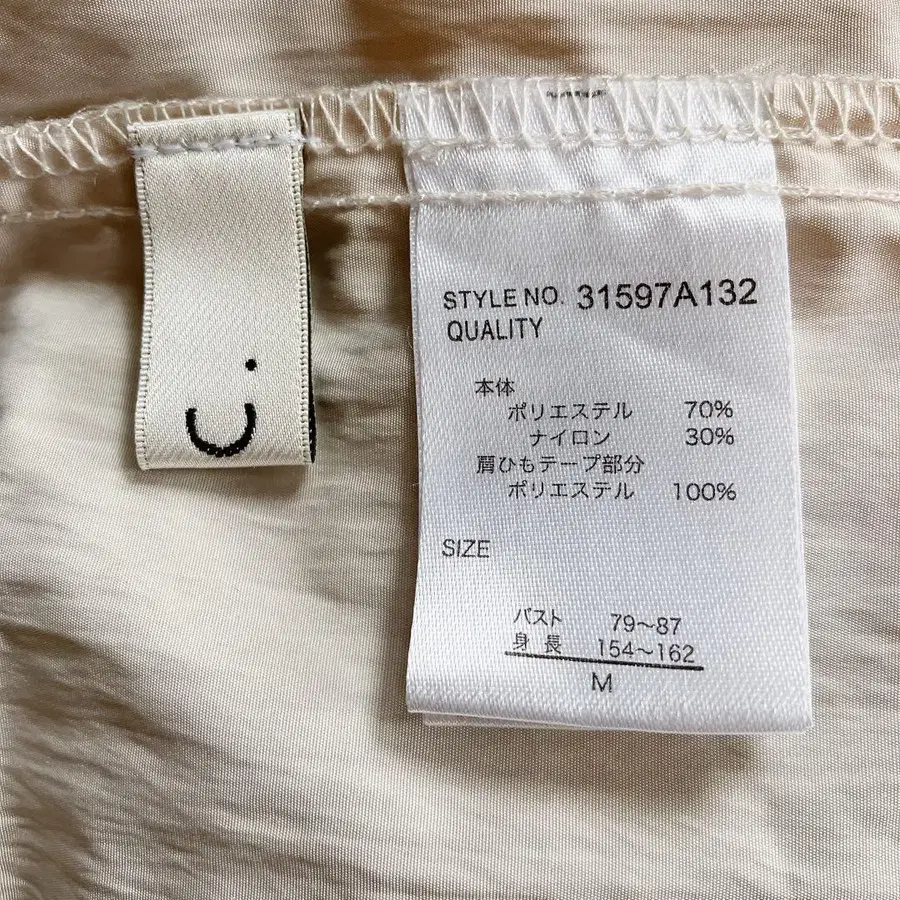 STYLE NO. 31597A132
QUALITY
本体
ポリエステル 70%
ナイロン 30%
肩ひもテープ部分
ポリエステル 100%
SIZE
バスト 79～87
身長 154～162
M